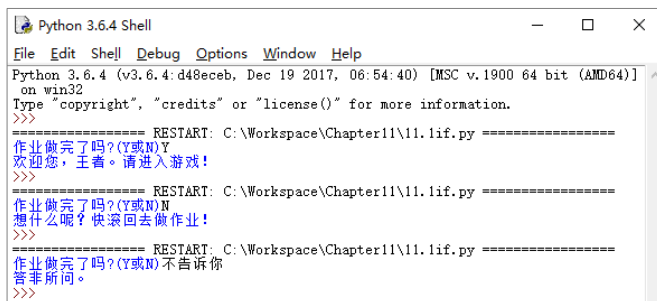 Python 3.6.4 Shell
File Edit Shell Debug Options Window Help
Python 3.6.4 (v3.6.4:d48eceb, Dec 19 2017, 06:54:40) [MSC v.1900 64 bit (AMD64)]
on win32
Type "copyright", "credits" or "license()" for more information.
>>>
================= RESTART: C:\Workspace\Chapter11\11.1if.py =================
作业做完了吗?(Y或N)Y
欢迎您，王者。请进入游戏！
>>>
================= RESTART: C:\Workspace\Chapter11\11.1if.py =================
作业做完了吗?(Y或N)N
想什么呢？快滚回去做作业！
>>>
================= RESTART: C:\Workspace\Chapter11\11.1if.py =================
作业做完了吗?(Y或N)不告诉你
答非所问。
>>>